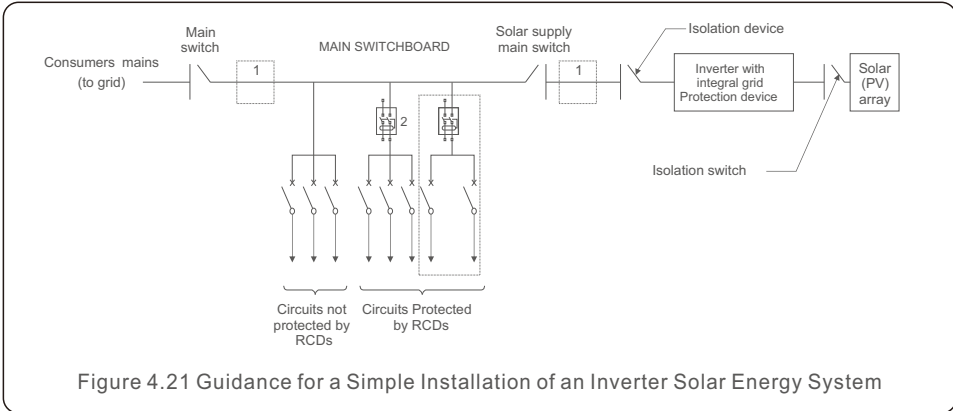 Main
switch
MAIN SWITCHBOARD
Solar supply
main switch
Isolation device
Consumers mains
(to grid)
1
1
Inverter with
integral grid
Protection device
Solar
(PV)
array
2
Isolation switch
Circuits not
protected by
RCDs
Circuits Protected
by RCDs
Figure 4.21 Guidance for a Simple Installation of an Inverter Solar Energy System